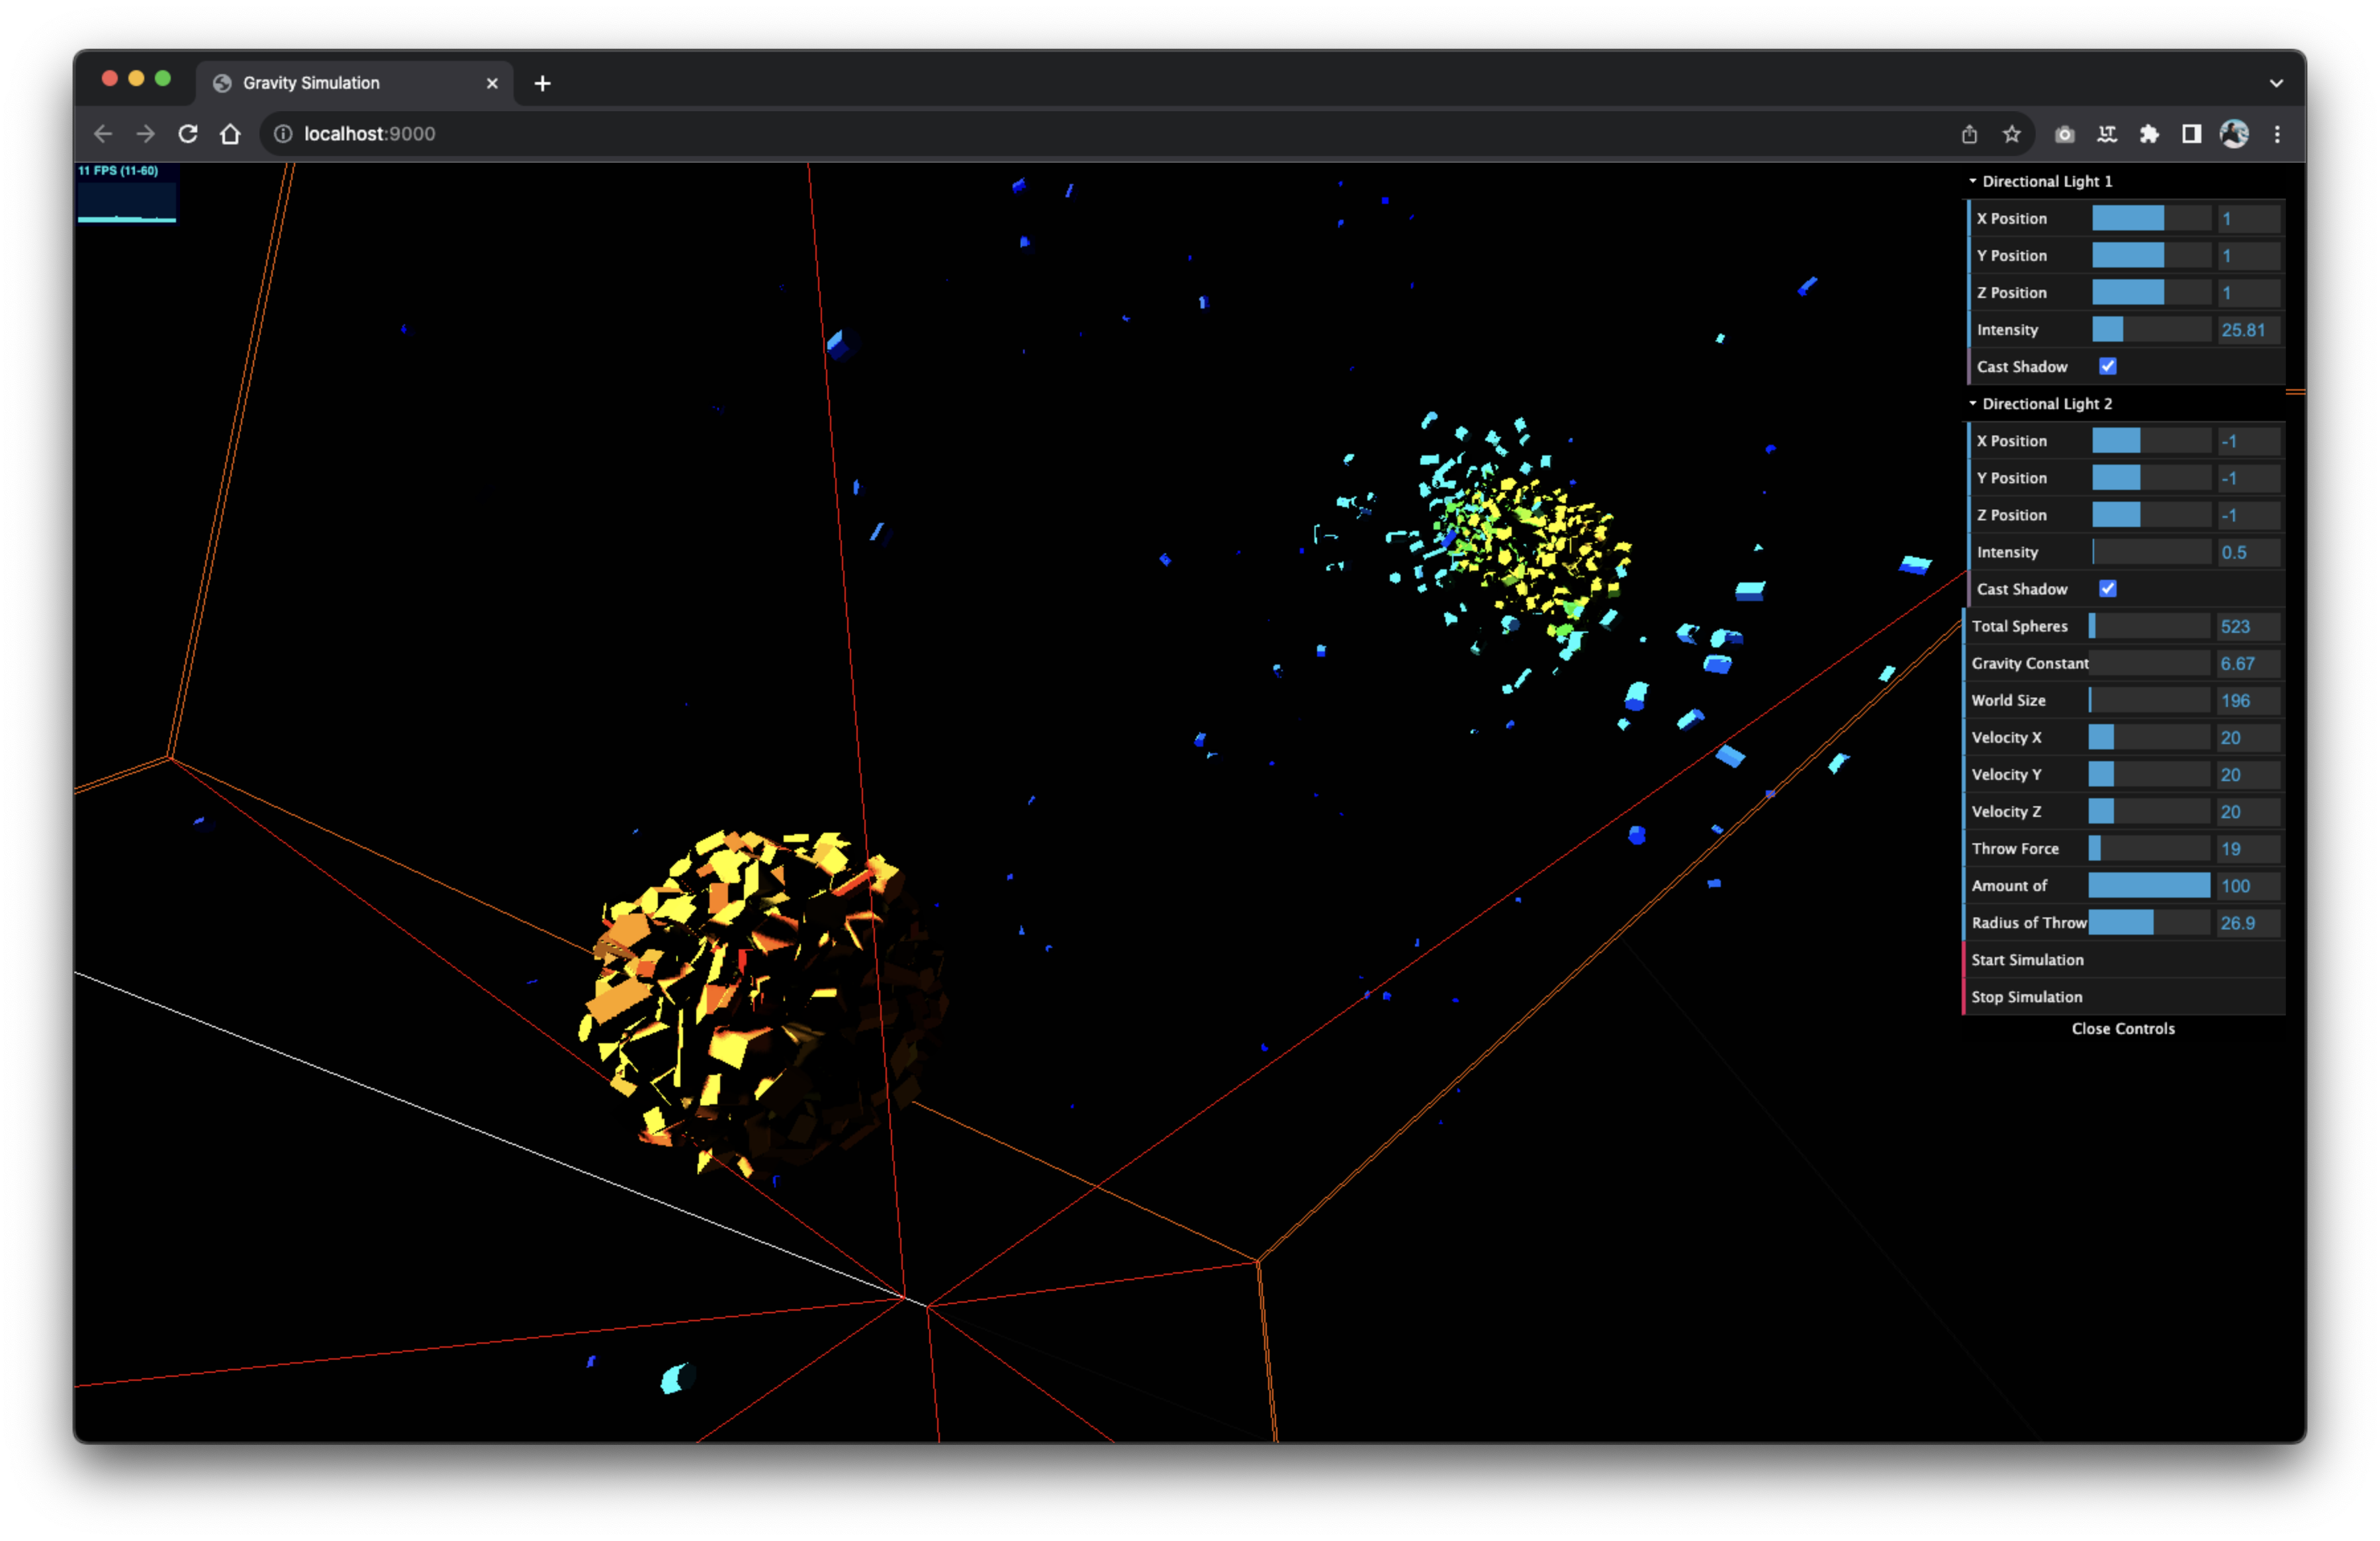 Gravity Simulation
localhost:9000
11 FPS (11-60)
Directional Light 1
X Position 1
Y Position 1
Z Position 1
Intensity 25.81
Cast Shadow
Directional Light 2
X Position -1
Y Position -1
Z Position -1
Intensity 0.5
Cast Shadow
Total Spheres 523
Gravity Constant 6.67
World Size 196
Velocity X 20
Velocity Y 20
Velocity Z 20
Throw Force 19
Amount of 100
Radius of Throw 26.9
Start Simulation
Stop Simulation
Close Controls